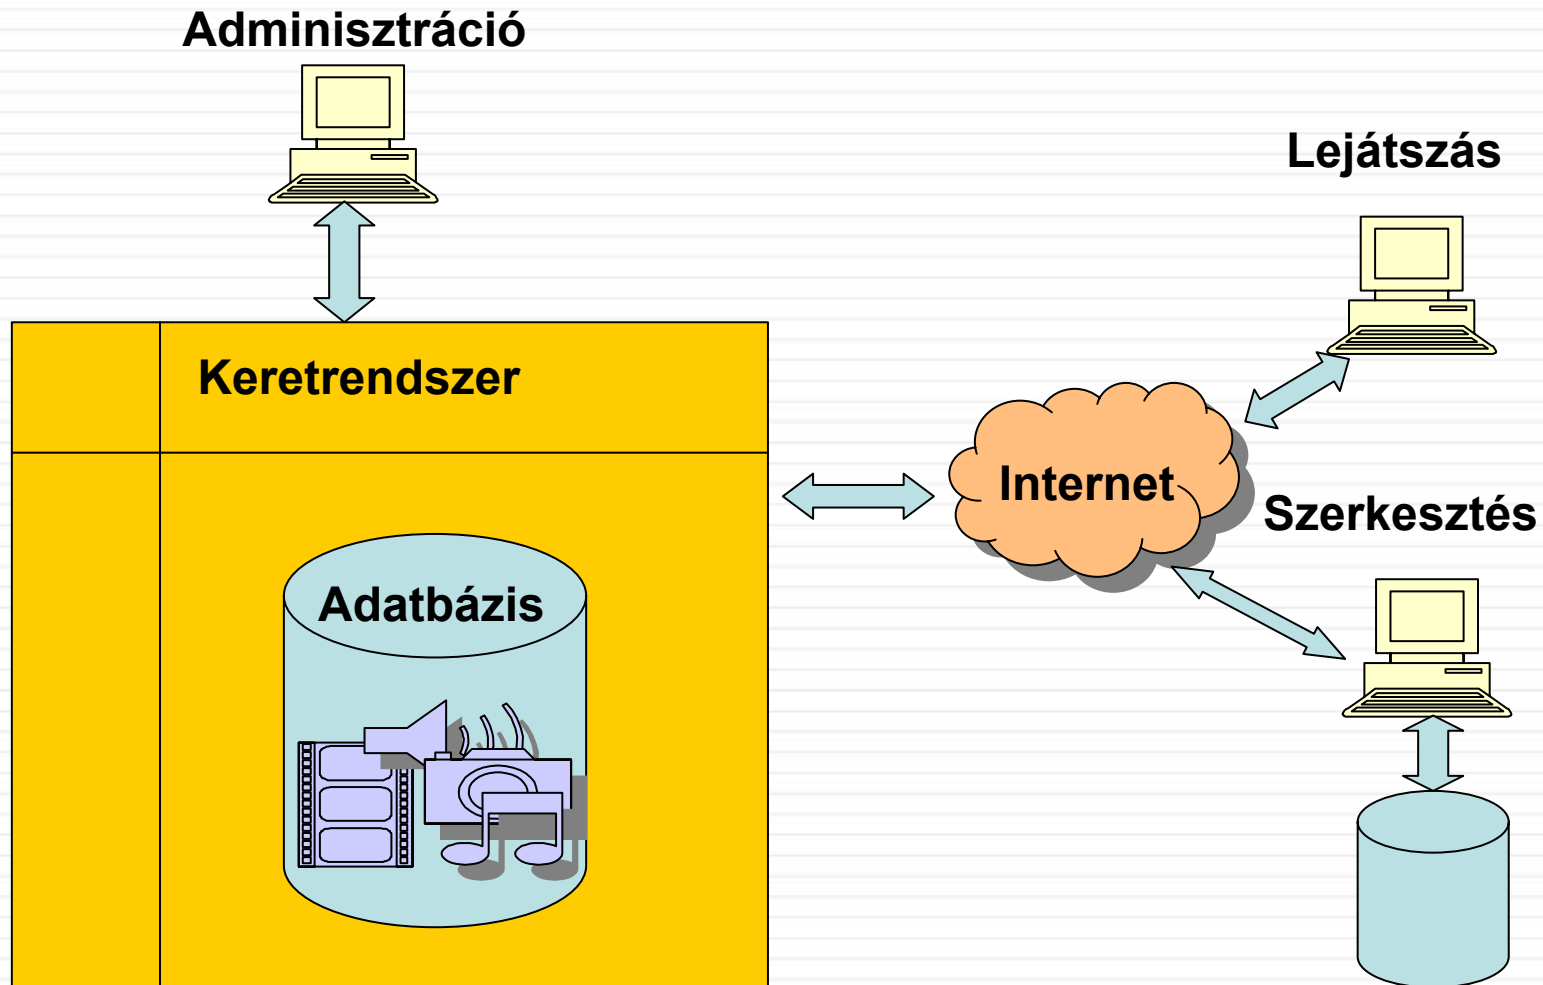 Adminisztráció
Lejátszás
Keretrendszer
Internet
Szerkesztés
Adatbázis